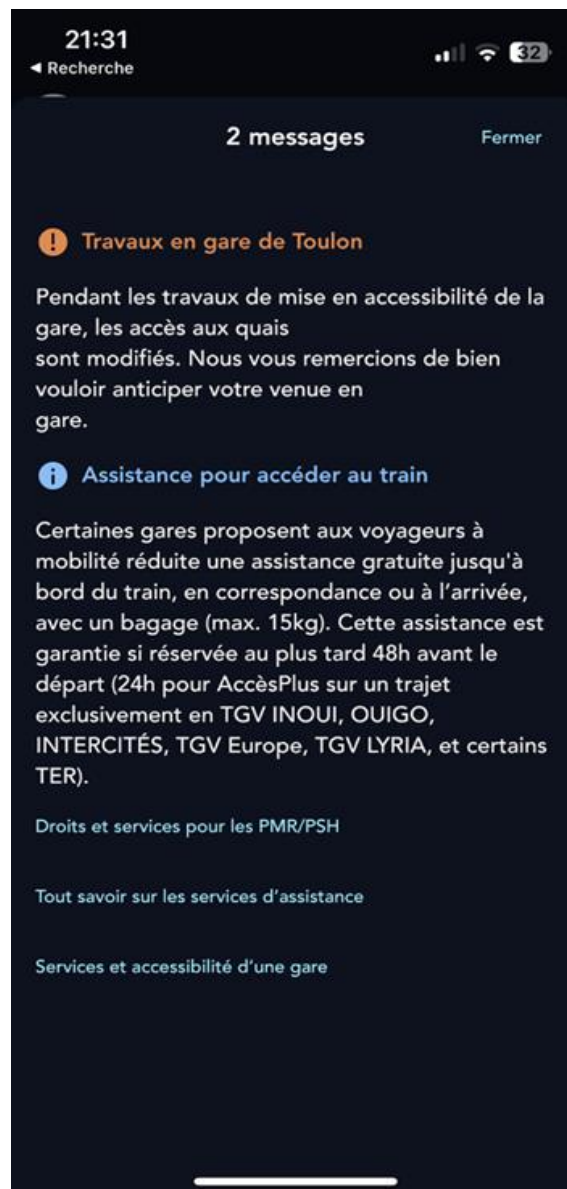 21:31
◀ Recherche
32
2 messages
Fermer
Travaux en gare de Toulon
Pendant les travaux de mise en accessibilité de la
gare, les accès aux quais
sont modifiés. Nous vous remercions de bien
vouloir anticiper votre venue en
gare.
Assistance pour accéder au train
Certaines gares proposent aux voyageurs à
mobilité réduite une assistance gratuite jusqu'à
bord du train, en correspondance ou à l’arrivée,
avec un bagage (max. 15kg). Cette assistance est
garantie si réservée au plus tard 48h avant le
départ (24h pour AccèsPlus sur un trajet
exclusivement en TGV INOUI, OUIGO,
INTERCITÉS, TGV Europe, TGV LYRIA, et certains
TER).
Droits et services pour les PMR/PSH
Tout savoir sur les services d’assistance
Services et accessibilité d’une gare